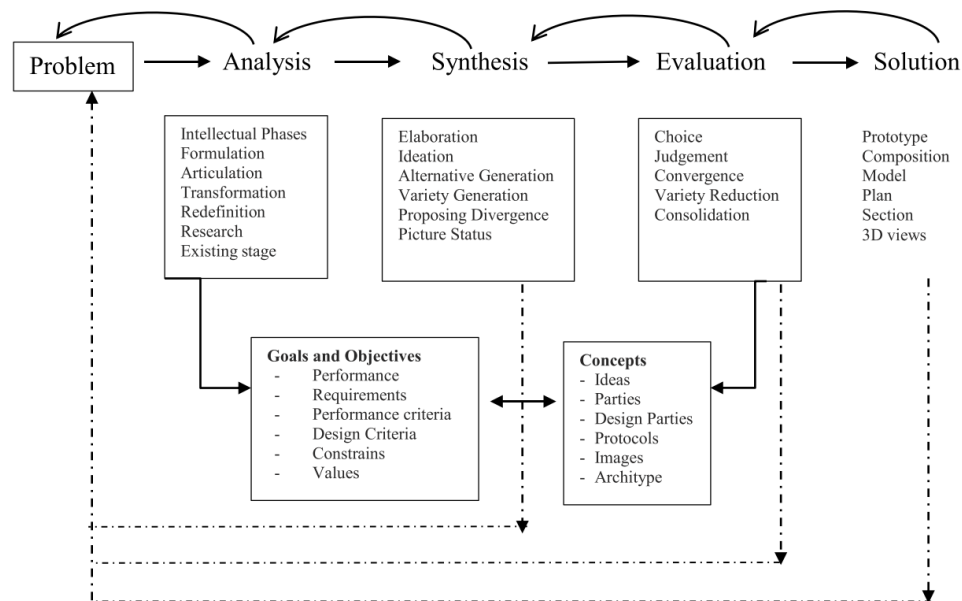 Problem
Analysis
Synthesis
Evaluation
Solution
Intellectual Phases
Formulation
Articulation
Transformation
Redefinition
Research
Existing stage
Elaboration
Ideation
Alternative Generation
Variety Generation
Proposing Divergence
Picture Status
Choice
Judgement
Convergence
Variety Reduction
Consolidation
Prototype
Composition
Model
Plan
Section
3D views
Goals and Objectives
- Performance
- Requirements
- Performance criteria
- Design Criteria
- Constrains
- Values
Concepts
- Ideas
- Parties
- Design Parties
- Protocols
- Images
- Architype